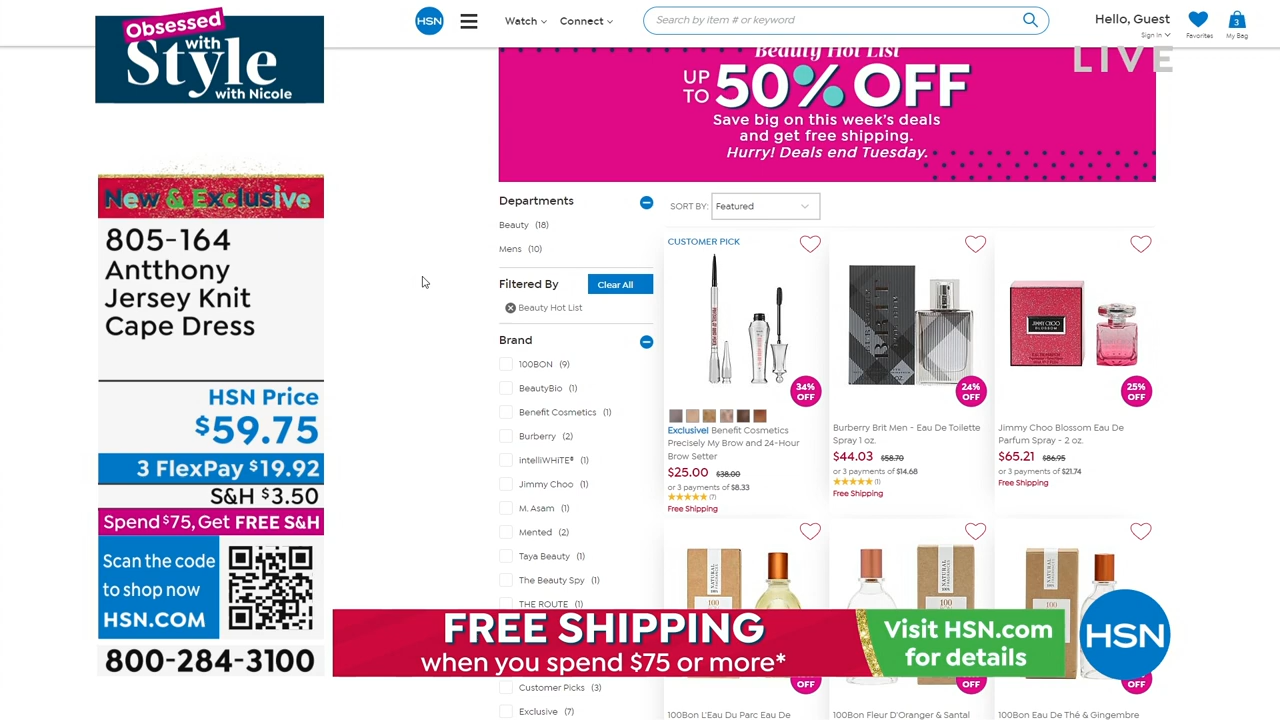 Obsessed
with
Style
with Nicole
New & Exclusive
805-164
Antthony
Jersey Knit
Cape Dress
HSN Price
$59.75
3 FlexPay $19.92
S&H $3.50
Spend $75, Get FREE S&H
Scan the code
to shop now
HSN.COM
800-284-3100
HSN
Watch
Connect
Search by item # or keyword
Hello, Guest
Sign in
Favorites
3
My Bag
LIVE
Beauty Hot List
UP TO 50% OFF
Save big on this week's deals
and get free shipping.
Hurry! Deals end Tuesday.
Departments
Beauty (18)
Mens (10)
Filtered By
Clear All
Beauty Hot List
Brand
100BON (9)
BeautyBio (1)
Benefit Cosmetics (1)
Burberry (2)
intelliWHITE® (1)
Jimmy Choo (1)
M. Asam (1)
Mented (2)
Taya Beauty (1)
The Beauty Spy (1)
THE ROUTE (1)
Customer Picks (3)
Exclusive (7)
SORT BY: Featured
CUSTOMER PICK
34% OFF
Exclusive! Benefit Cosmetics
Precisely My Brow and 24-Hour
Brow Setter
$25.00 $38.00
or 3 payments of $8.33
(7)
Free Shipping
BRIT
24% OFF
Burberry Brit Men - Eau De Toilette
Spray 1 oz.
$44.03 $58.70
or 3 payments of $14.68
(1)
Free Shipping
JIMMY CHOO
BLOSSOM
25% OFF
Jimmy Choo Blossom Eau De
Parfum Spray - 2 oz.
$65.21 $86.95
or 3 payments of $21.74
Free Shipping
NATURAL
100
NATURAL
100
NATURAL
100
OFF
OFF
OFF
100Bon L'Eau Du Parc Eau De
100Bon Fleur D'Oranger & Santal
100Bon Eau De Thé & Gingembre
FREE SHIPPING
when you spend $75 or more*
Visit HSN.com
for details
HSN